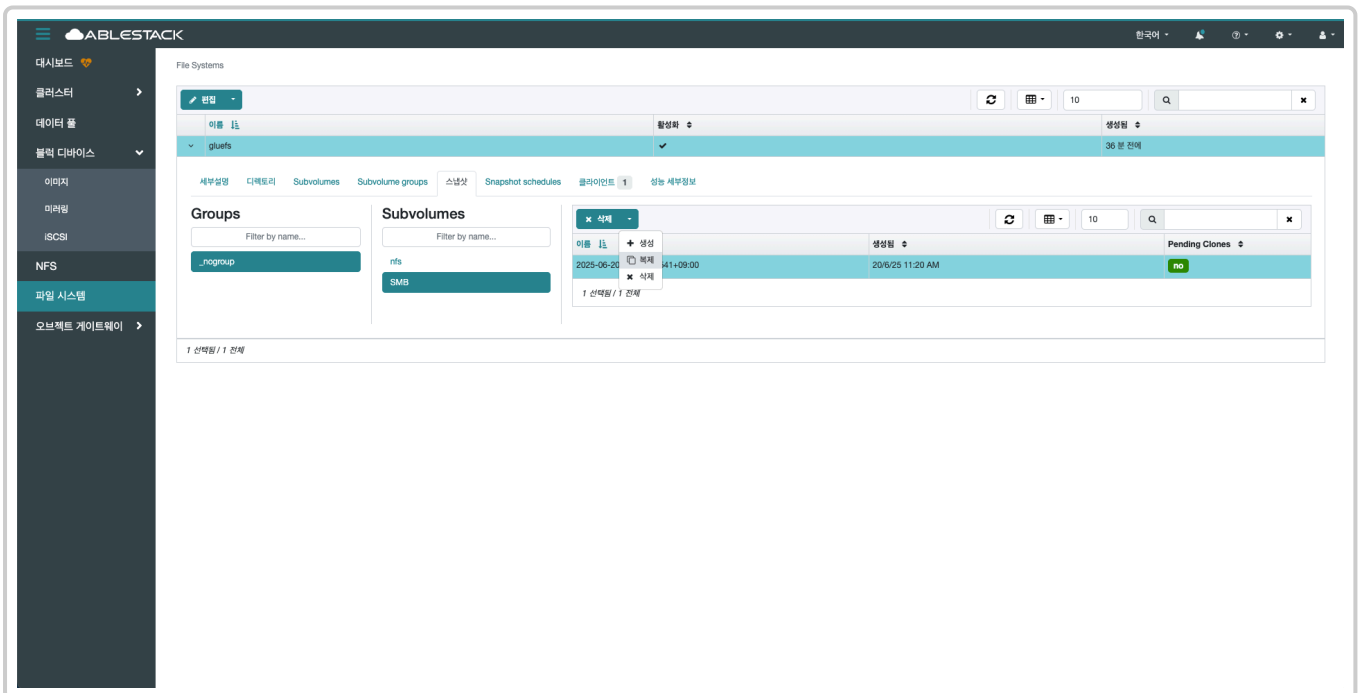 ABLESTACK
한국어
대시보드
클러스터
데이터 풀
블럭 디바이스
이미지
미러링
iSCSI
NFS
파일 시스템
오브젝트 게이트웨이
File Systems
편집
10
이름 활성화 생성됨
gluefs 36 분 전에
세부설명 디렉토리 Subvolumes Subvolume groups 스냅샷 Snapshot schedules 클라이언트 1 성능 세부정보
Groups
Filter by name...
_nogroup
Subvolumes
Filter by name...
nfs
SMB
삭제
10
이름 생성됨 Pending Clones
2025-06-20 41+09:00 20/6/25 11:20 AM no
생성
복제
삭제
1 선택됨 / 1 전체
1 선택됨 / 1 전체